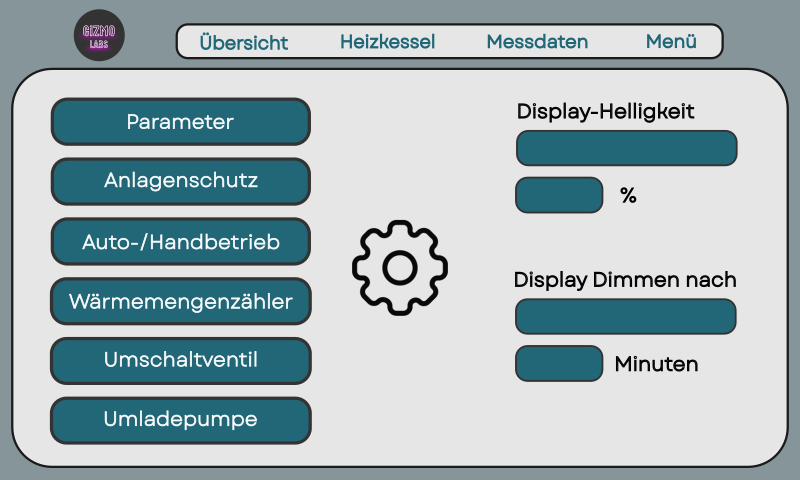 GIZMO
LABS
Übersicht
Heizkessel
Messdaten
Menü
Parameter
Anlagenschutz
Auto-/Handbetrieb
Wärmemengenzähler
Umschaltventil
Umladepumpe
Display-Helligkeit
%
Display Dimmen nach
Minuten